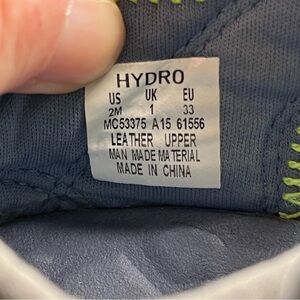 HYDRO
US UK EU
2M 1 33
MC53375 A15 61556
LEATHER UPPER
MAN MADE MATERIAL
MADE IN CHINA